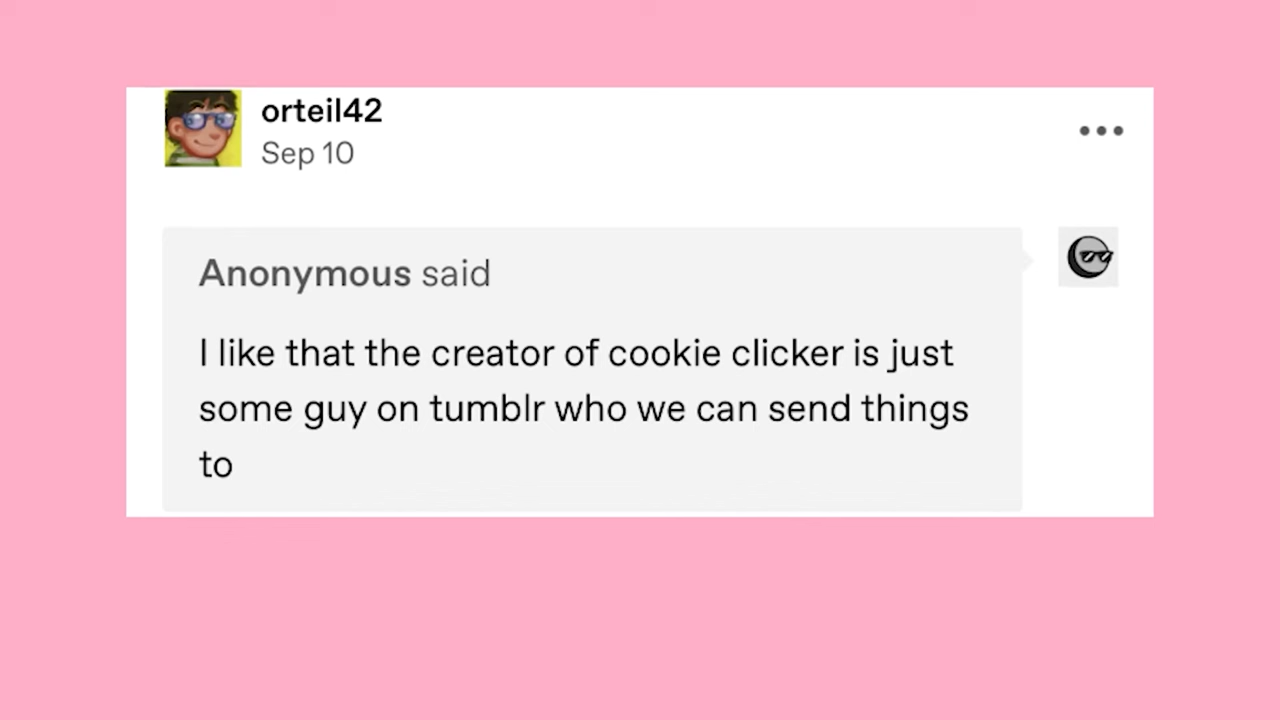 orteil42
Sep 10
Anonymous said
I like that the creator of cookie clicker is just
some guy on tumblr who we can send things
to